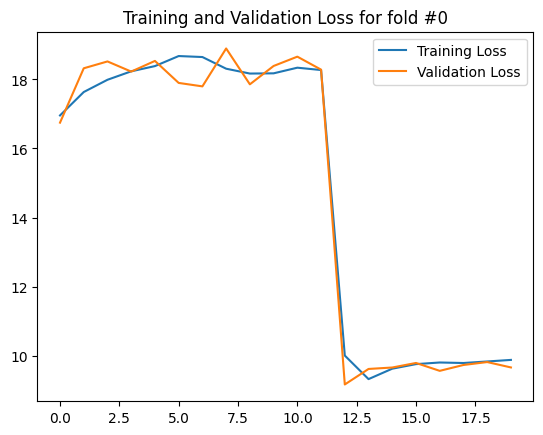 Training and Validation Loss for fold #0
Training Loss
Validation Loss
18
16
14
12
10
0.0 2.5 5.0 7.5 10.0 12.5 15.0 17.5